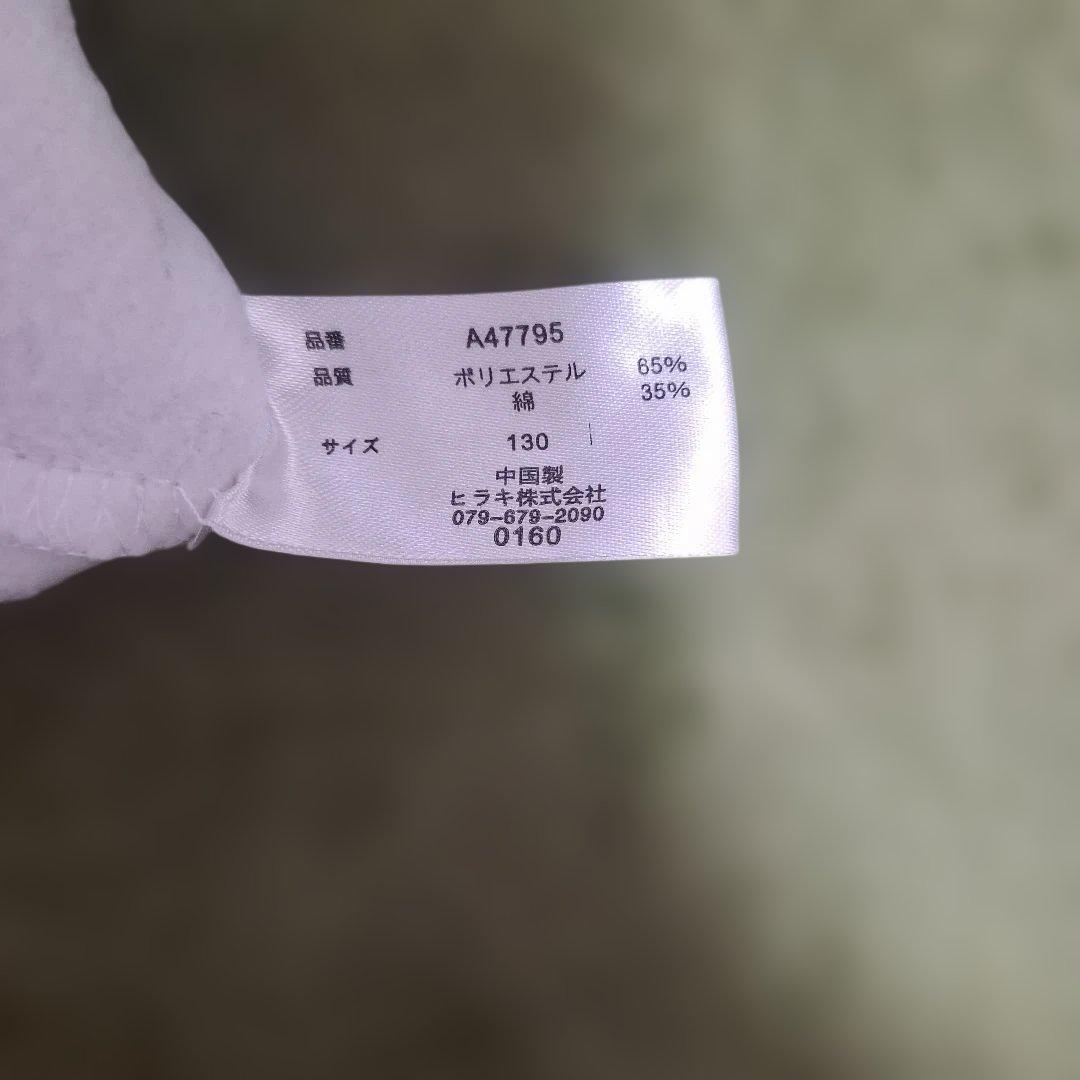 品番 A47795
品質 ポリエステル 65%
綿 35%
サイズ 130
中国製
ヒラキ株式会社
079-679-2090
0160